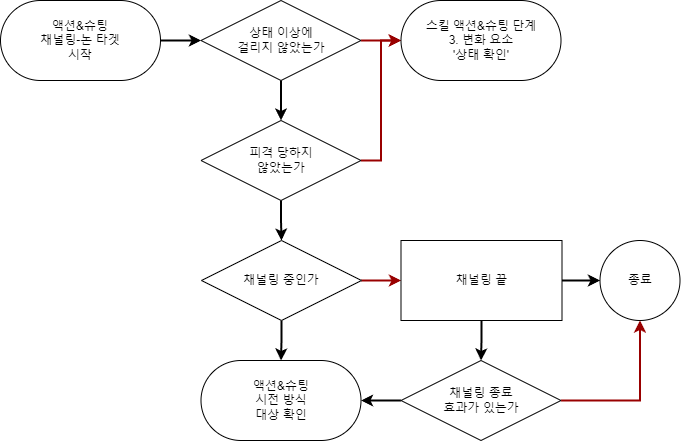 액션&슈팅
채널링-논 타겟
시작
상태 이상에
걸리지 않았는가
스킬 액션&슈팅 단계
3. 변화 요소
'상태 확인'
피격 당하지
않았는가
채널링 중인가
채널링 끝
종료
액션&슈팅
시전 방식
대상 확인
채널링 종료
효과가 있는가